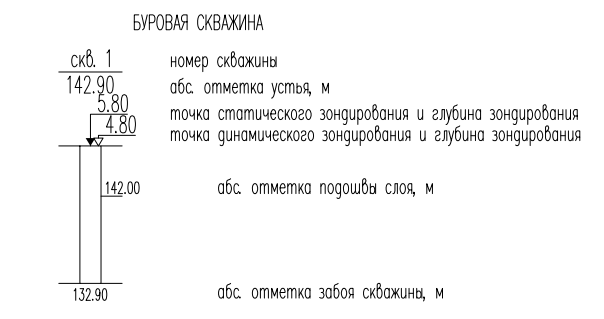 БУРОВАЯ СКВАЖИНА
скв. 1 номер скважины
142.90 абс. отметка устья, м
5.80 точка статического зондирования и глубина зондирования
4.80 точка динамического зондирования и глубина зондирования
142.00 абс. отметка подошвы слоя, м
132.90 абс. отметка забоя скважины, м